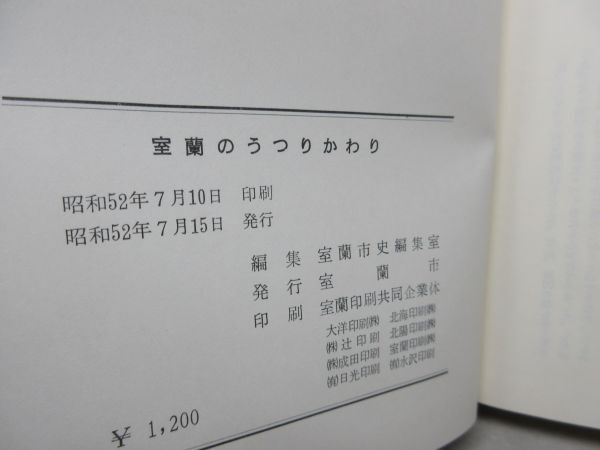 室蘭のうつりかわり
昭和52年7月10日 印刷
昭和52年7月15日 発行
編集 室蘭市史編集室
発行 室蘭市
印刷 室蘭印刷共同企業体
大洋印刷㈱ 北海印刷㈱
㈱辻印刷 北陽印刷㈱
㈱成田印刷 室蘭印刷㈱
㈲日光印刷 ㈲水沢印刷
¥ 1,200